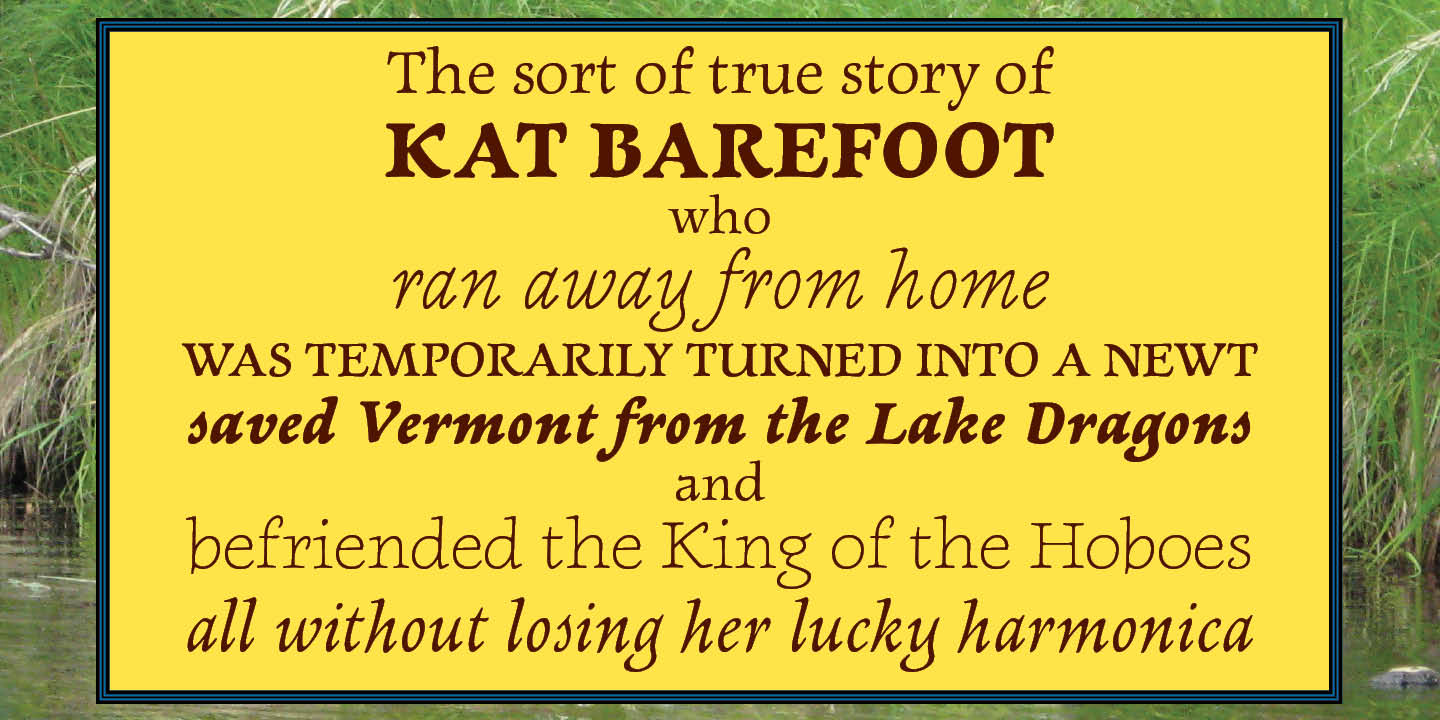 The sort of true story of
KAT BAREFOOT
who
ran away from home
WAS TEMPORARILY TURNED INTO A NEWT
saved Vermont from the Lake Dragons
and
befriended the King of the Hoboes
all without losing her lucky harmonica